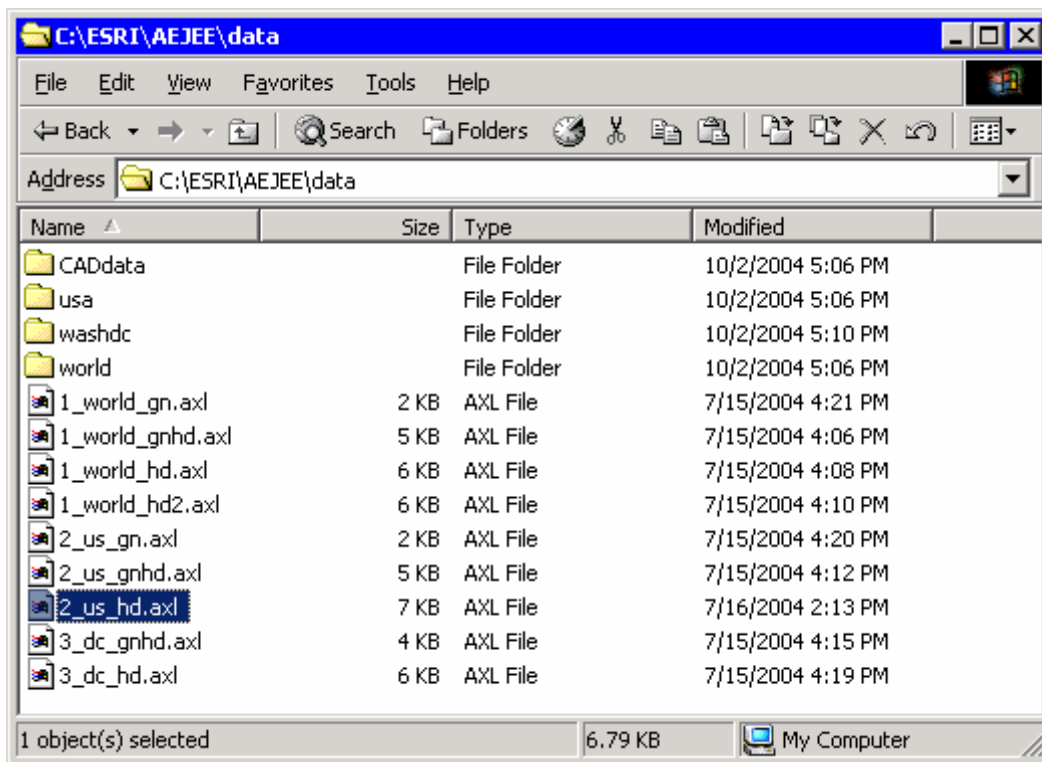 C:\ESRI\AEJEE\data
File Edit View Favorites Tools Help
Back Search Folders
Address C:\ESRI\AEJEE\data
Name Size Type Modified
CADdata File Folder 10/2/2004 5:06 PM
usa File Folder 10/2/2004 5:06 PM
washdc File Folder 10/2/2004 5:10 PM
world File Folder 10/2/2004 5:06 PM
1_world_gn.axl 2 KB AXL File 7/15/2004 4:21 PM
1_world_gnhd.axl 5 KB AXL File 7/15/2004 4:06 PM
1_world_hd.axl 6 KB AXL File 7/15/2004 4:08 PM
1_world_hd2.axl 6 KB AXL File 7/15/2004 4:10 PM
2_us_gn.axl 2 KB AXL File 7/15/2004 4:20 PM
2_us_gnhd.axl 5 KB AXL File 7/15/2004 4:12 PM
2_us_hd.axl 7 KB AXL File 7/16/2004 2:13 PM
3_dc_gnhd.axl 4 KB AXL File 7/15/2004 4:15 PM
3_dc_hd.axl 6 KB AXL File 7/15/2004 4:19 PM
1 object(s) selected 6.79 KB My Computer